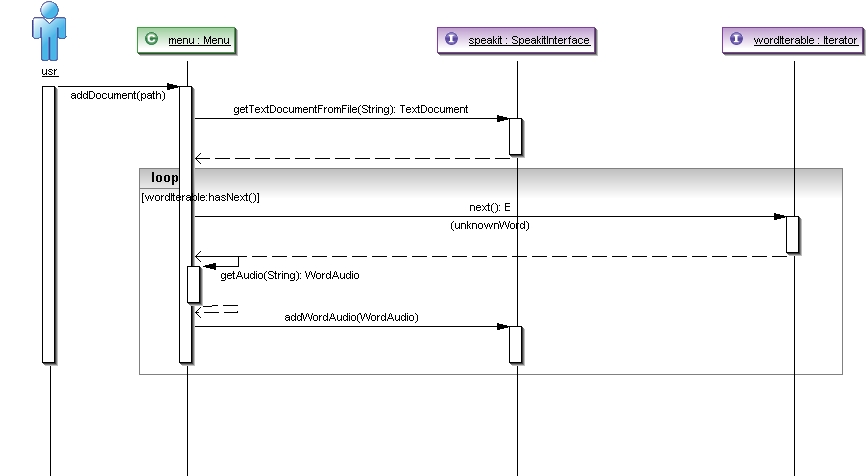 usr
C menu : Menu
I speakit : SpeakitInterface
I wordIterable : Iterator
addDocument(path)
getTextDocumentFromFile(String): TextDocument
loop
[wordIterable:hasNext()]
next(): E
(unknownWord)
getAudio(String): WordAudio
addWordAudio(WordAudio)